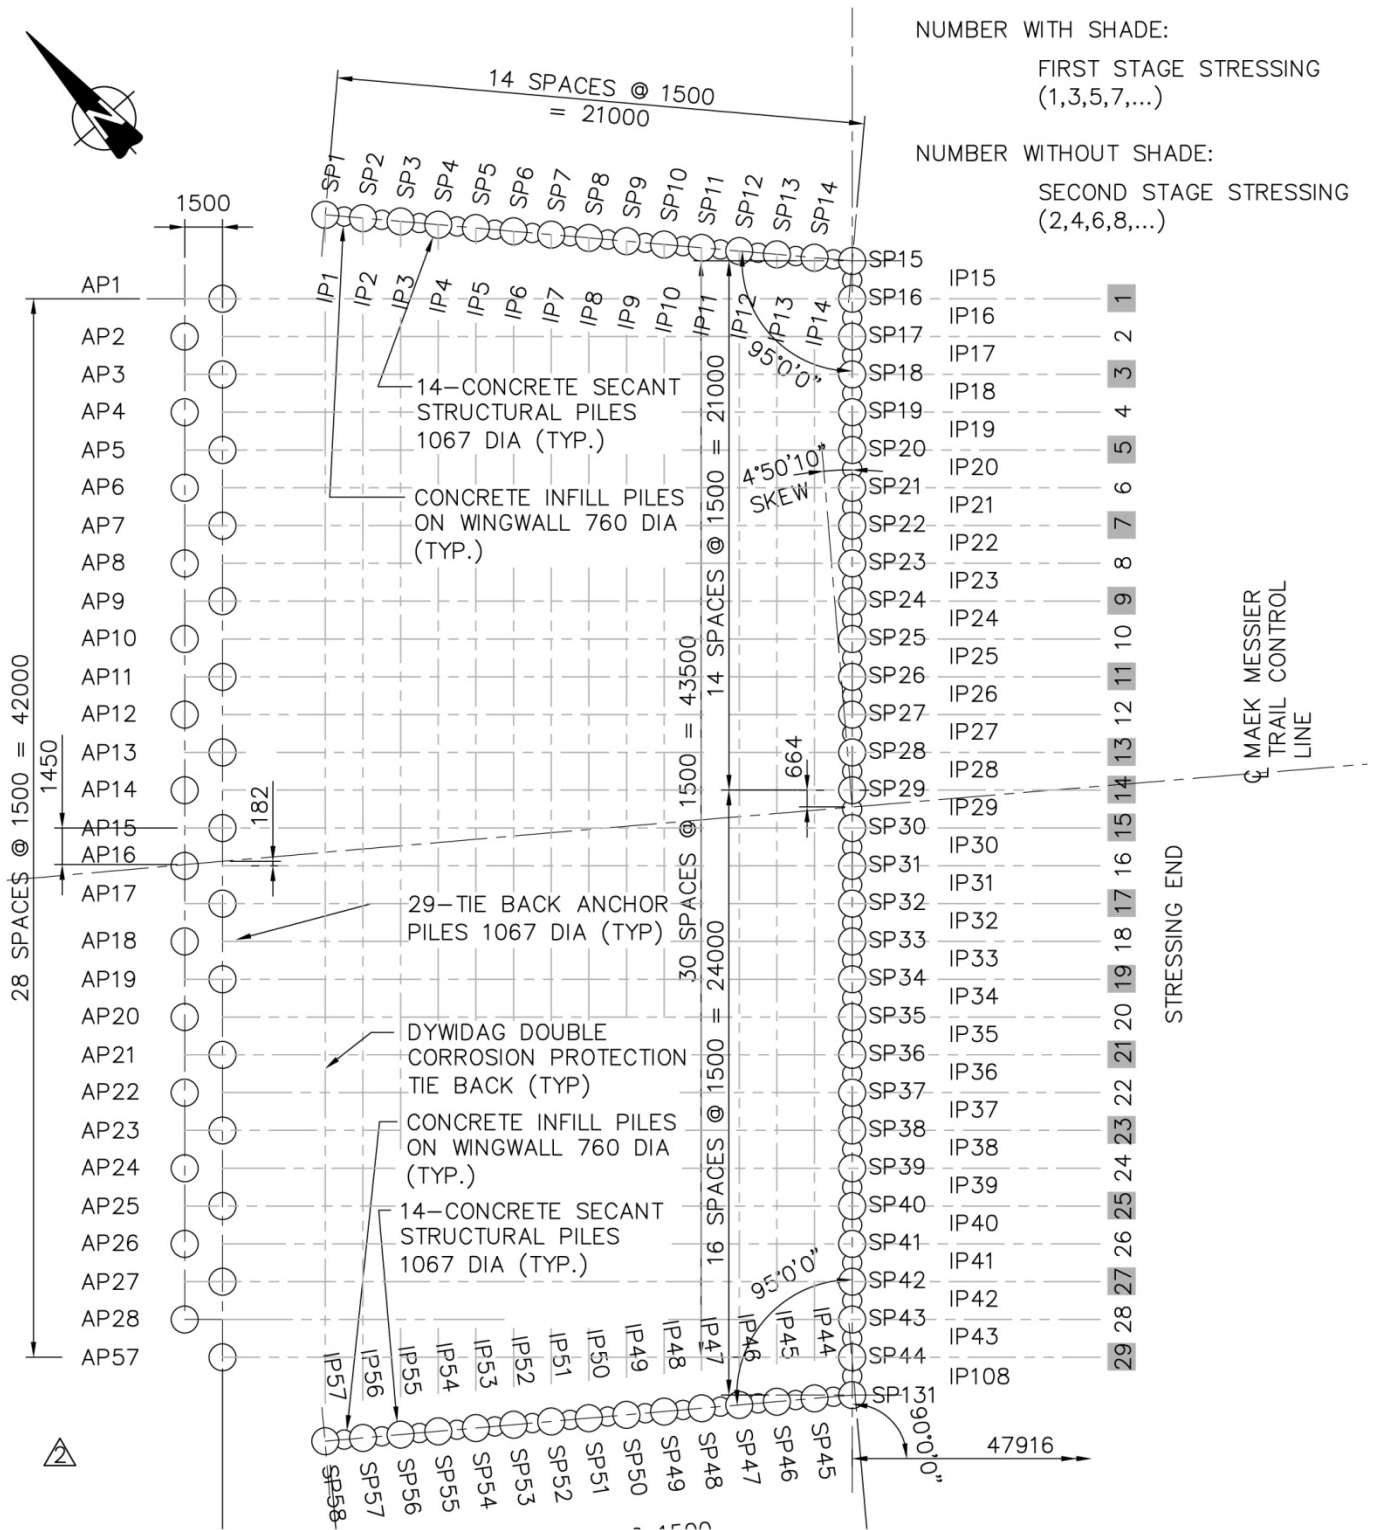 NUMBER WITH SHADE:
FIRST STAGE STRESSING
(1,3,5,7,...)
NUMBER WITHOUT SHADE:
SECOND STAGE STRESSING
(2,4,6,8,...)
N
14 SPACES @ 1500
= 21000
SP1
SP2
SP3
SP4
SP5
SP6
SP7
SP8
SP9
SP10
SP11
SP12
SP13
SP14
IP1
IP2
IP3
IP4
IP5
IP6
IP7
IP8
IP9
IP10
IP11
IP12
IP13
IP14
1500
AP1
AP2
AP3
AP4
AP5
AP6
AP7
AP8
AP9
AP10
AP11
AP12
AP13
AP14
AP15
AP16
AP17
AP18
AP19
AP20
AP21
AP22
AP23
AP24
AP25
AP26
AP27
AP28
AP57
28 SPACES @ 1500 = 42000
1450
182
14-CONCRETE SECANT
STRUCTURAL PILES
1067 DIA (TYP.)
CONCRETE INFILL PILES
ON WINGWALL 760 DIA
(TYP.)
95°0'0"
4°50'10"
SKEW
14 SPACES @ 1500 = 21000
30 SPACES @ 1500 = 43500
16 SPACES @ 1500 = 24000
664
29-TIE BACK ANCHOR
PILES 1067 DIA (TYP)
DYWIDAG DOUBLE
CORROSION PROTECTION
TIE BACK (TYP)
CONCRETE INFILL PILES
ON WINGWALL 760 DIA
(TYP.)
14-CONCRETE SECANT
STRUCTURAL PILES
1067 DIA (TYP.)
95°0'0"
SP15
SP16
SP17
SP18
SP19
SP20
SP21
SP22
SP23
SP24
SP25
SP26
SP27
SP28
SP29
SP30
SP31
SP32
SP33
SP34
SP35
SP36
SP37
SP38
SP39
SP40
SP41
SP42
SP43
SP44
SP131
IP15
IP16
IP17
IP18
IP19
IP20
IP21
IP22
IP23
IP24
IP25
IP26
IP27
IP28
IP29
IP30
IP31
IP32
IP33
IP34
IP35
IP36
IP37
IP38
IP39
IP40
IP41
IP42
IP43
IP108
1
2
3
4
5
6
7
8
9
10
11
12
13
14
15
16
17
18
19
20
21
22
23
24
25
26
27
28
29
℄ MAEK MESSIER
TRAIL CONTROL
LINE
STRESSING END
IP57
IP56
IP55
IP54
IP53
IP52
IP51
IP50
IP49
IP48
IP47
IP46
IP45
IP44
SP58
SP57
SP56
SP55
SP54
SP53
SP52
SP51
SP50
SP49
SP48
SP47
SP46
SP45
90°0'0"
47916
2